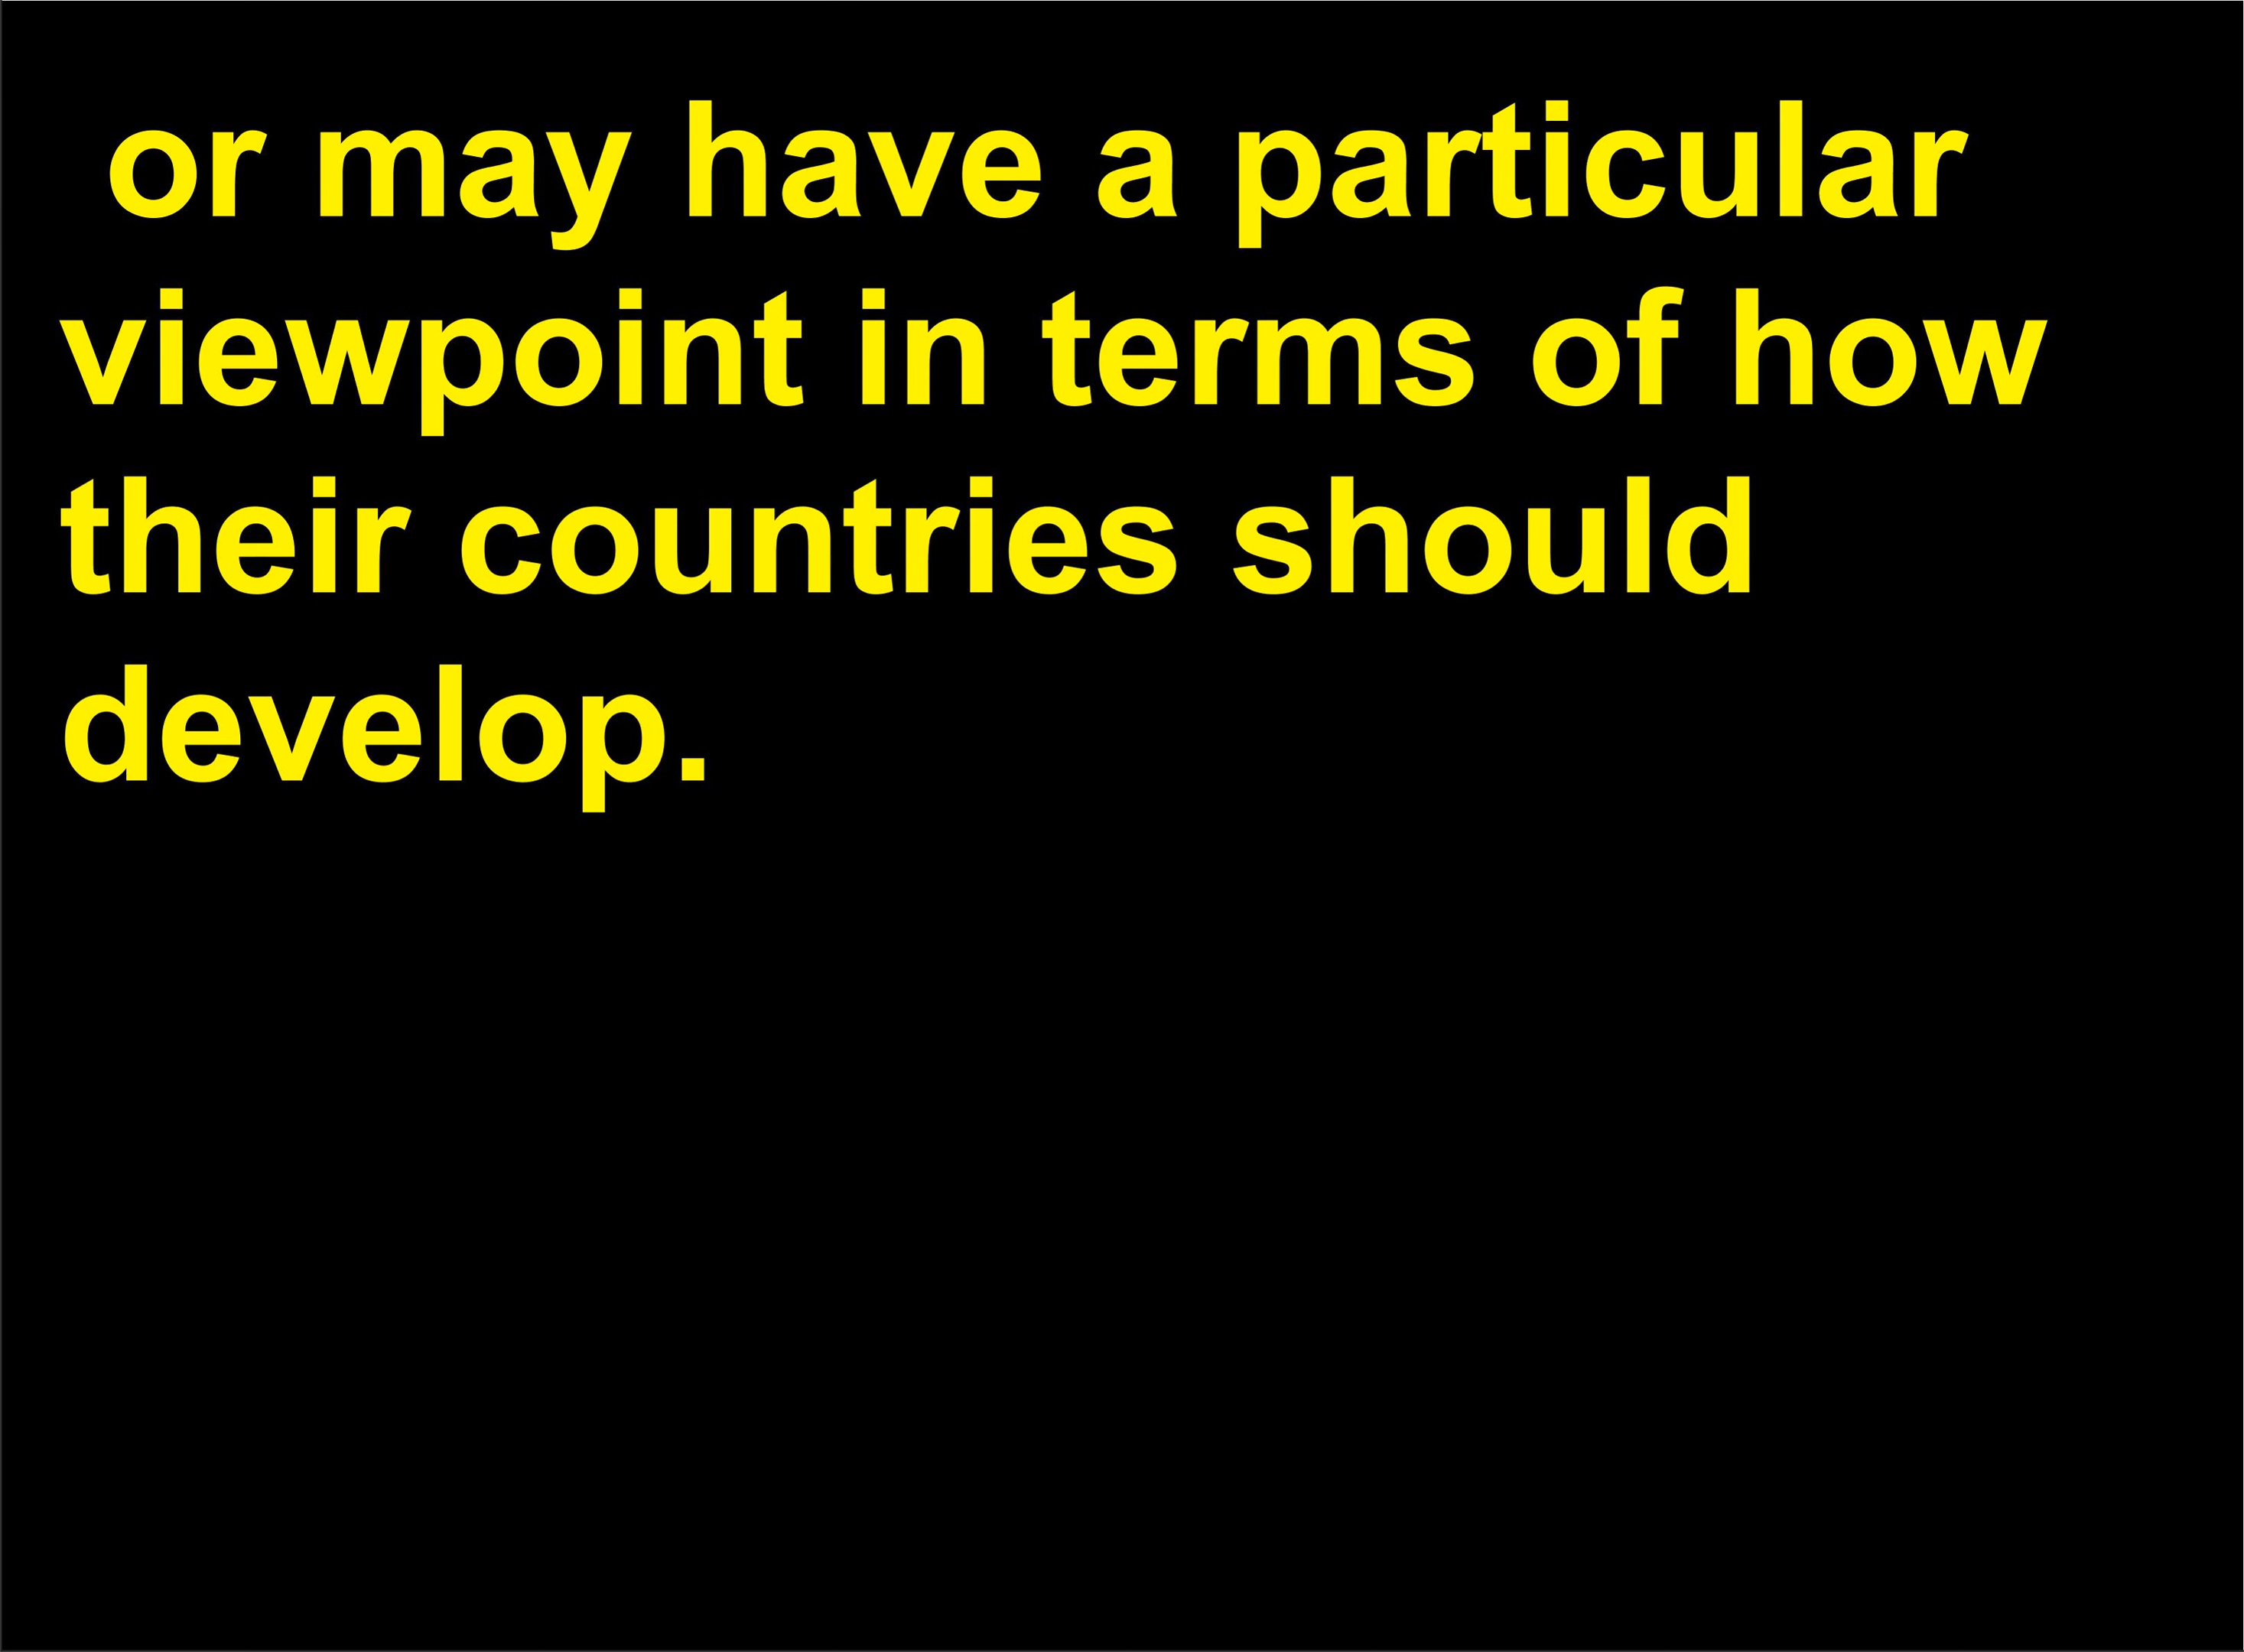 or may have a particular
viewpoint in terms of how
their countries should
develop.